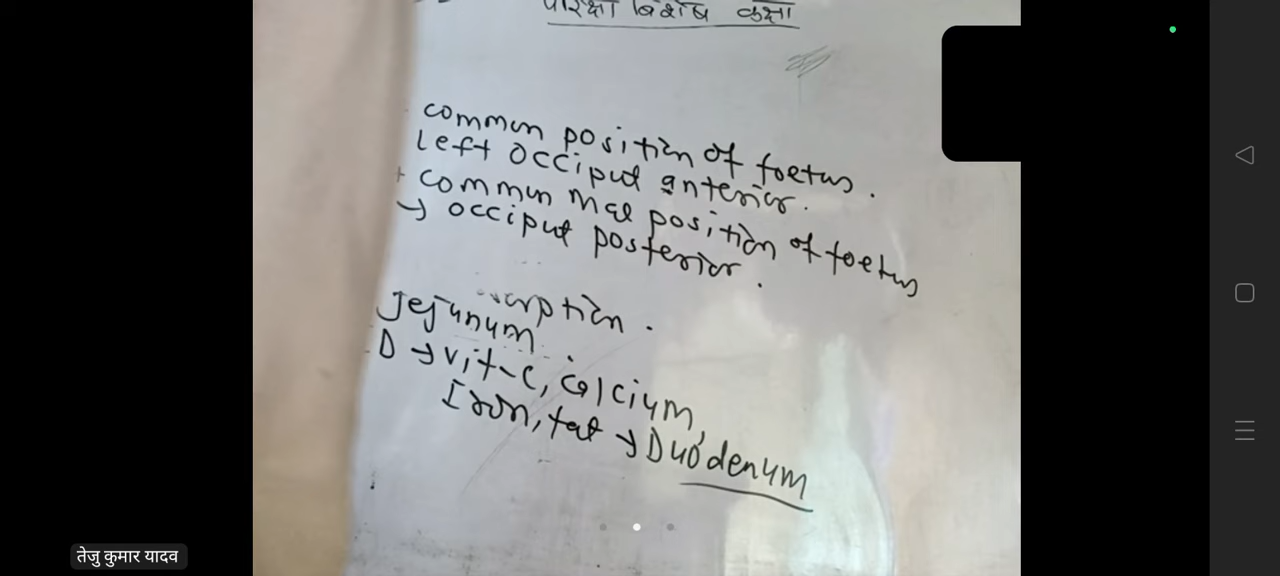 परिक्षा विशेष कक्षा
common position of foetus.
left occiput anterior.
+ common mal position of foetus
→ occiput posterior.
Jejunum
D → vit-c, calcium,
Iron, fat → Duodenum
तेजु कुमार यादव